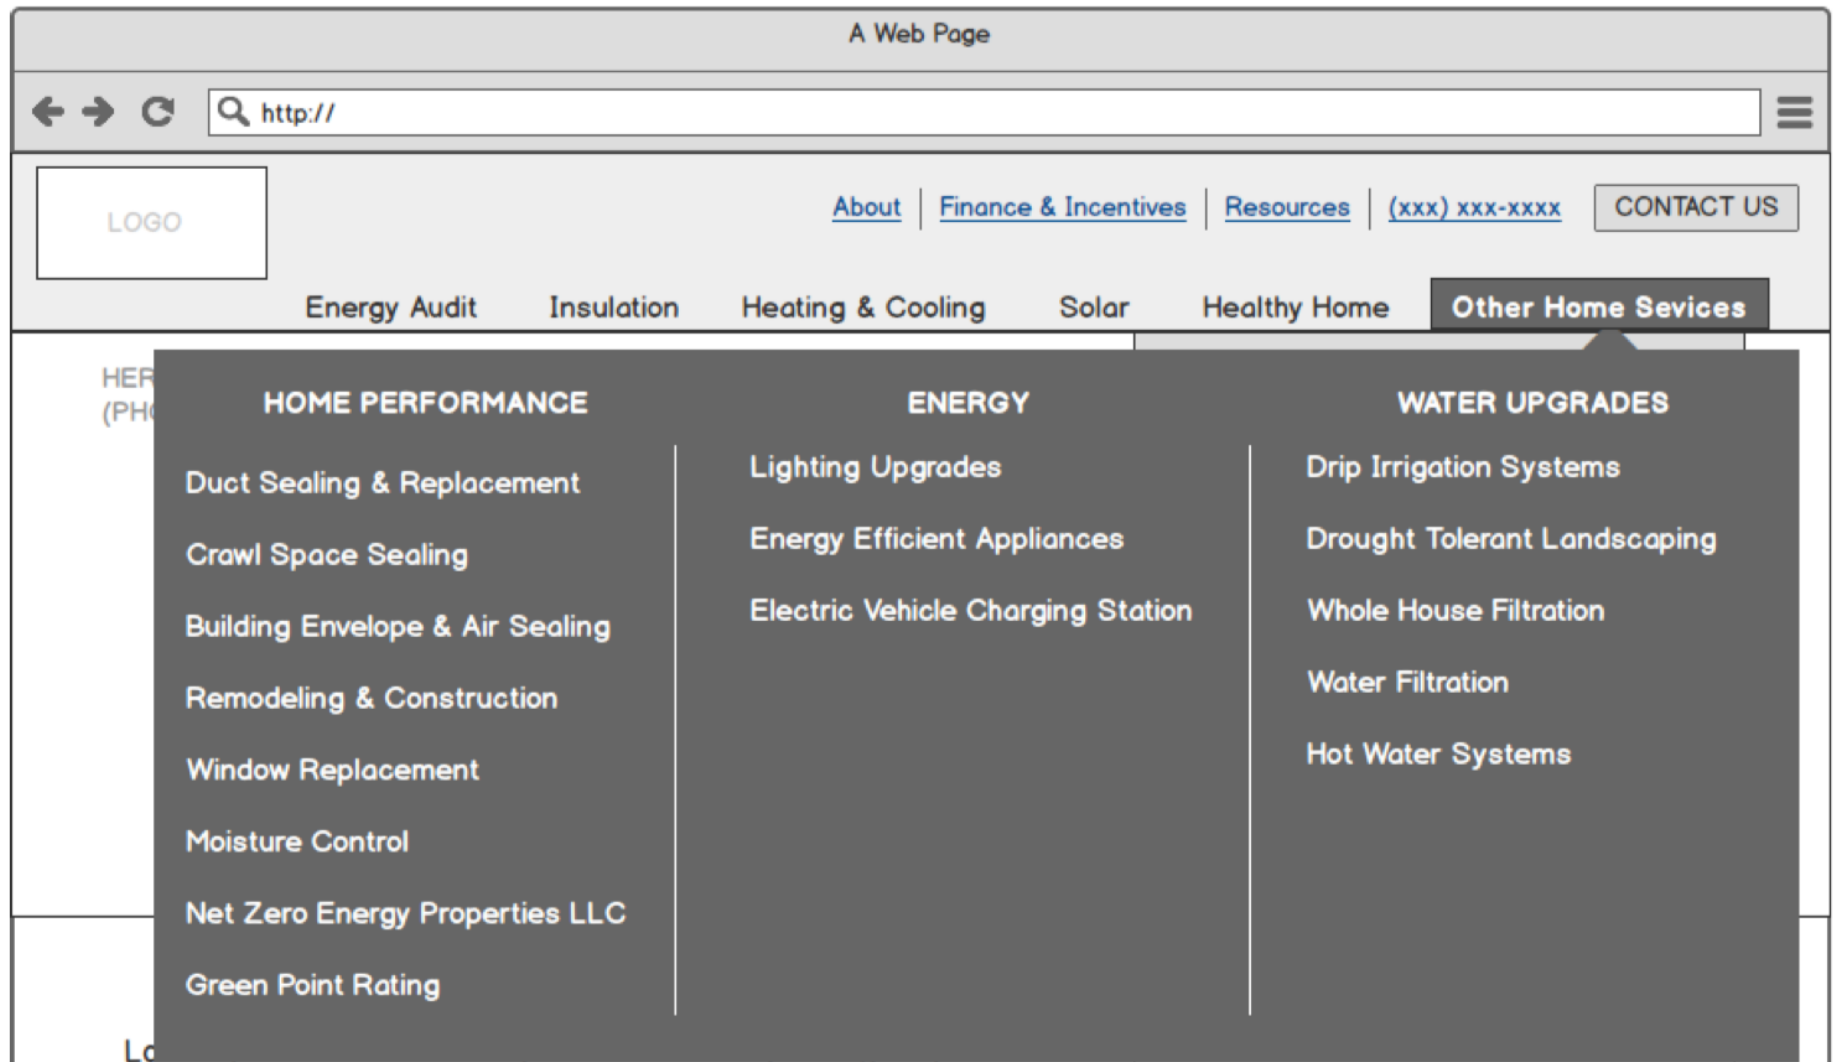 A Web Page
http://
LOGO
About
Finance & Incentives
Resources
(xxx) xxx-xxxx
CONTACT US
Energy Audit
Insulation
Heating & Cooling
Solar
Healthy Home
Other Home Sevices
HER
(PH
HOME PERFORMANCE
Duct Sealing & Replacement
Crawl Space Sealing
Building Envelope & Air Sealing
Remodeling & Construction
Window Replacement
Moisture Control
Net Zero Energy Properties LLC
Green Point Rating
ENERGY
Lighting Upgrades
Energy Efficient Appliances
Electric Vehicle Charging Station
WATER UPGRADES
Drip Irrigation Systems
Drought Tolerant Landscaping
Whole House Filtration
Water Filtration
Hot Water Systems